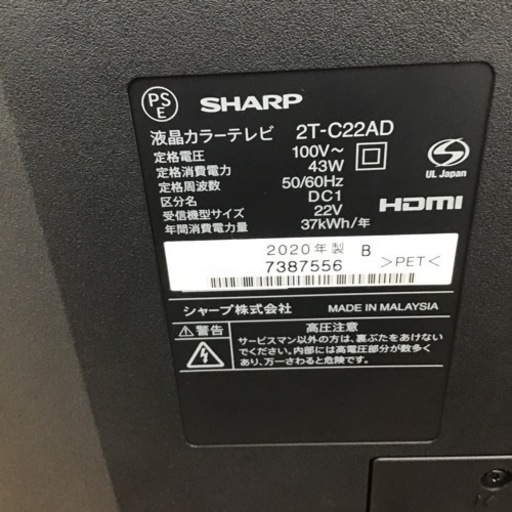 PS
E
SHARP
液晶カラーテレビ 2T-C22AD
定格電圧 100V~
定格消費電力 43W
定格周波数 50/60Hz
区分名 DC1
受信機型サイズ 22V
年間消費電力量 37kWh/年
UL Japan
HDMI
2020年製 B
7387556
>PET<
シャープ株式会社 MADE IN MALAYSIA
警告 高圧注意
サービスマン以外の方は、裏ぶたをあけない
でください。内部には高電圧部分が数多く
あり、万一さわると危険です。